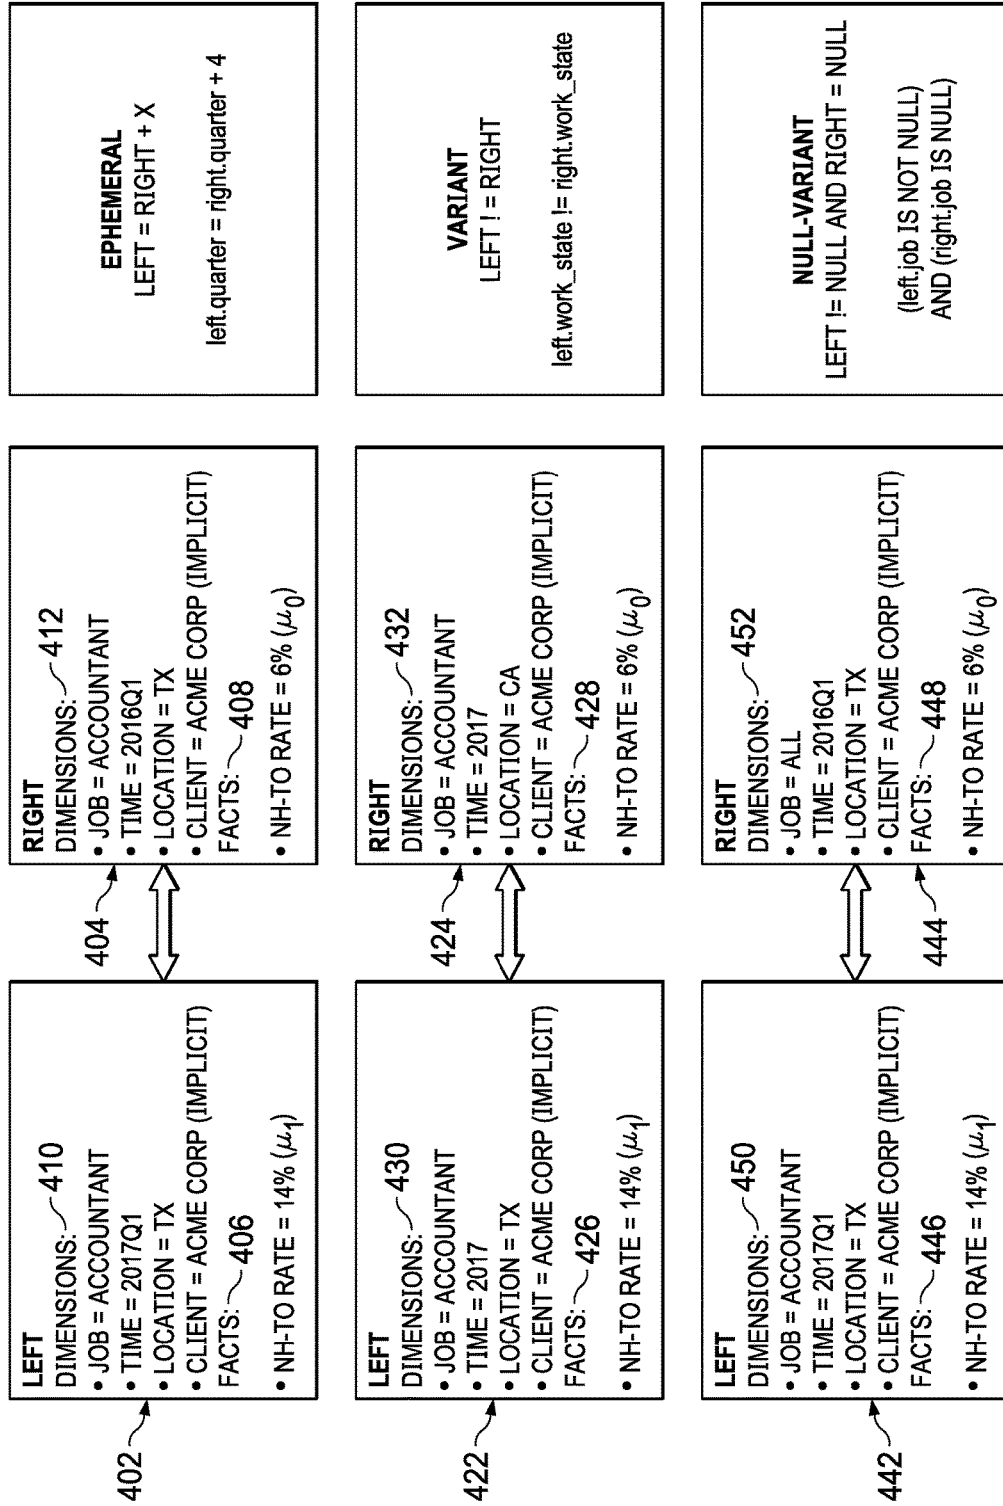 402
LEFT
DIMENSIONS: 410
• JOB = ACCOUNTANT
• TIME = 2017Q1
• LOCATION = TX
• CLIENT = ACME CORP (IMPLICIT)
FACTS: 406
• NH-TO RATE = 14% (μ1)
404
RIGHT
DIMENSIONS: 412
• JOB = ACCOUNTANT
• TIME = 2016Q1
• LOCATION = TX
• CLIENT = ACME CORP (IMPLICIT)
FACTS: 408
• NH-TO RATE = 6% (μ0)
EPHEMERAL
LEFT = RIGHT + X
left.quarter = right.quarter + 4
422
LEFT
DIMENSIONS: 430
• JOB = ACCOUNTANT
• TIME = 2017
• LOCATION = TX
• CLIENT = ACME CORP (IMPLICIT)
FACTS: 426
• NH-TO RATE = 14% (μ1)
424
RIGHT
DIMENSIONS: 432
• JOB = ACCOUNTANT
• TIME = 2017
• LOCATION = CA
• CLIENT = ACME CORP (IMPLICIT)
FACTS: 428
• NH-TO RATE = 6% (μ0)
VARIANT
LEFT != RIGHT
left.work_state != right.work_state
442
LEFT
DIMENSIONS: 450
• JOB = ACCOUNTANT
• TIME = 2017Q1
• LOCATION = TX
• CLIENT = ACME CORP (IMPLICIT)
FACTS: 446
• NH-TO RATE = 14% (μ1)
444
RIGHT
DIMENSIONS: 452
• JOB = ALL
• TIME = 2016Q1
• LOCATION = TX
• CLIENT = ACME CORP (IMPLICIT)
FACTS: 448
• NH-TO RATE = 6% (μ0)
NULL-VARIANT
LEFT != NULL AND RIGHT = NULL
(left.job IS NOT NULL)
AND (right.job IS NULL)